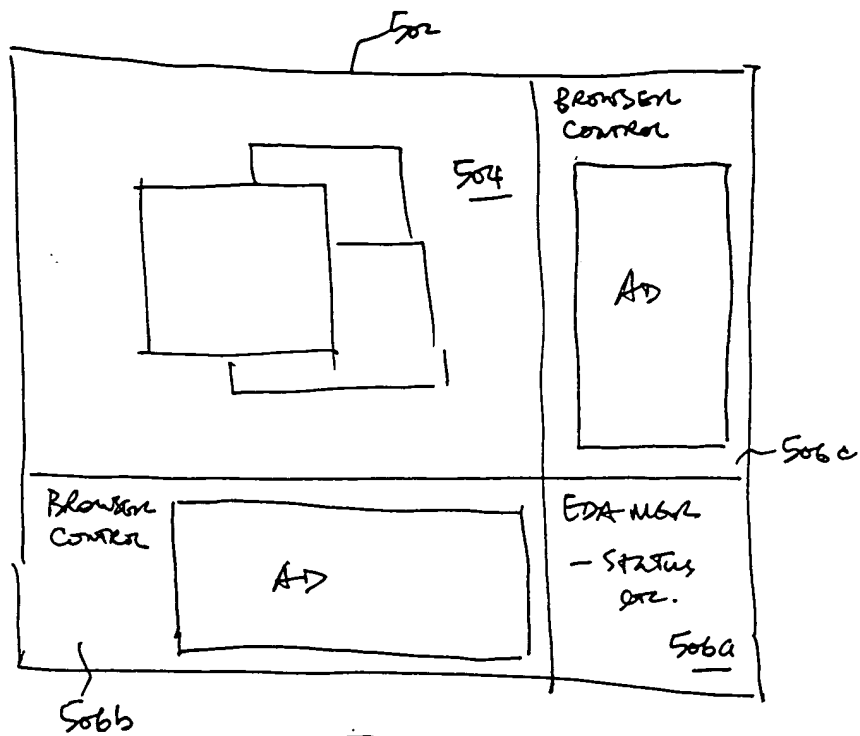 502
BROWSER
CONTROL
504
AD
506c
BROWSER
CONTROL
AD
EDA MGR
- STATUS
etc.
506a
506b